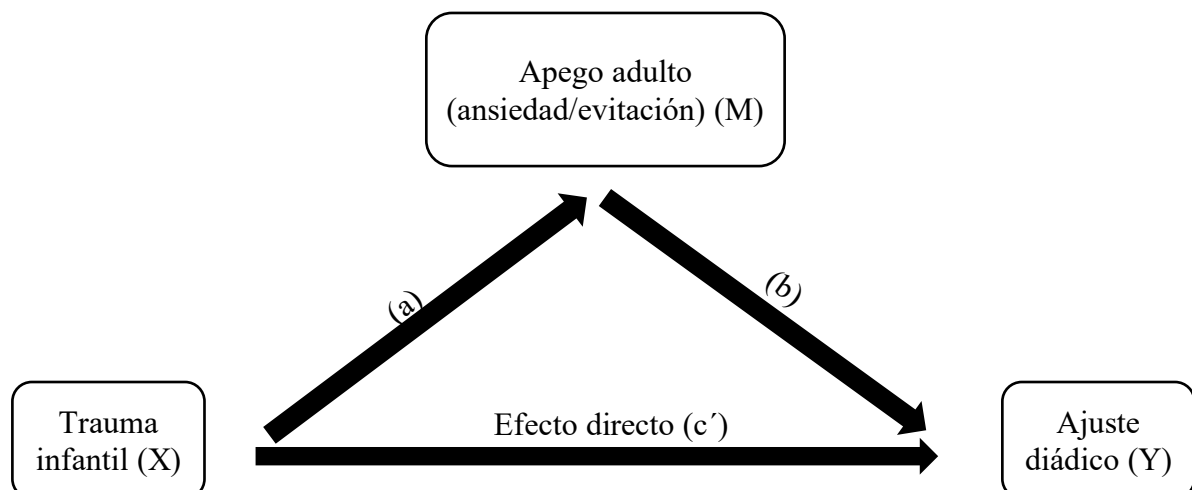 Apego adulto
(ansiedad/evitación) (M)
(a)
(b)
Efecto directo (c´)
Trauma
infantil (X)
Ajuste
diádico (Y)